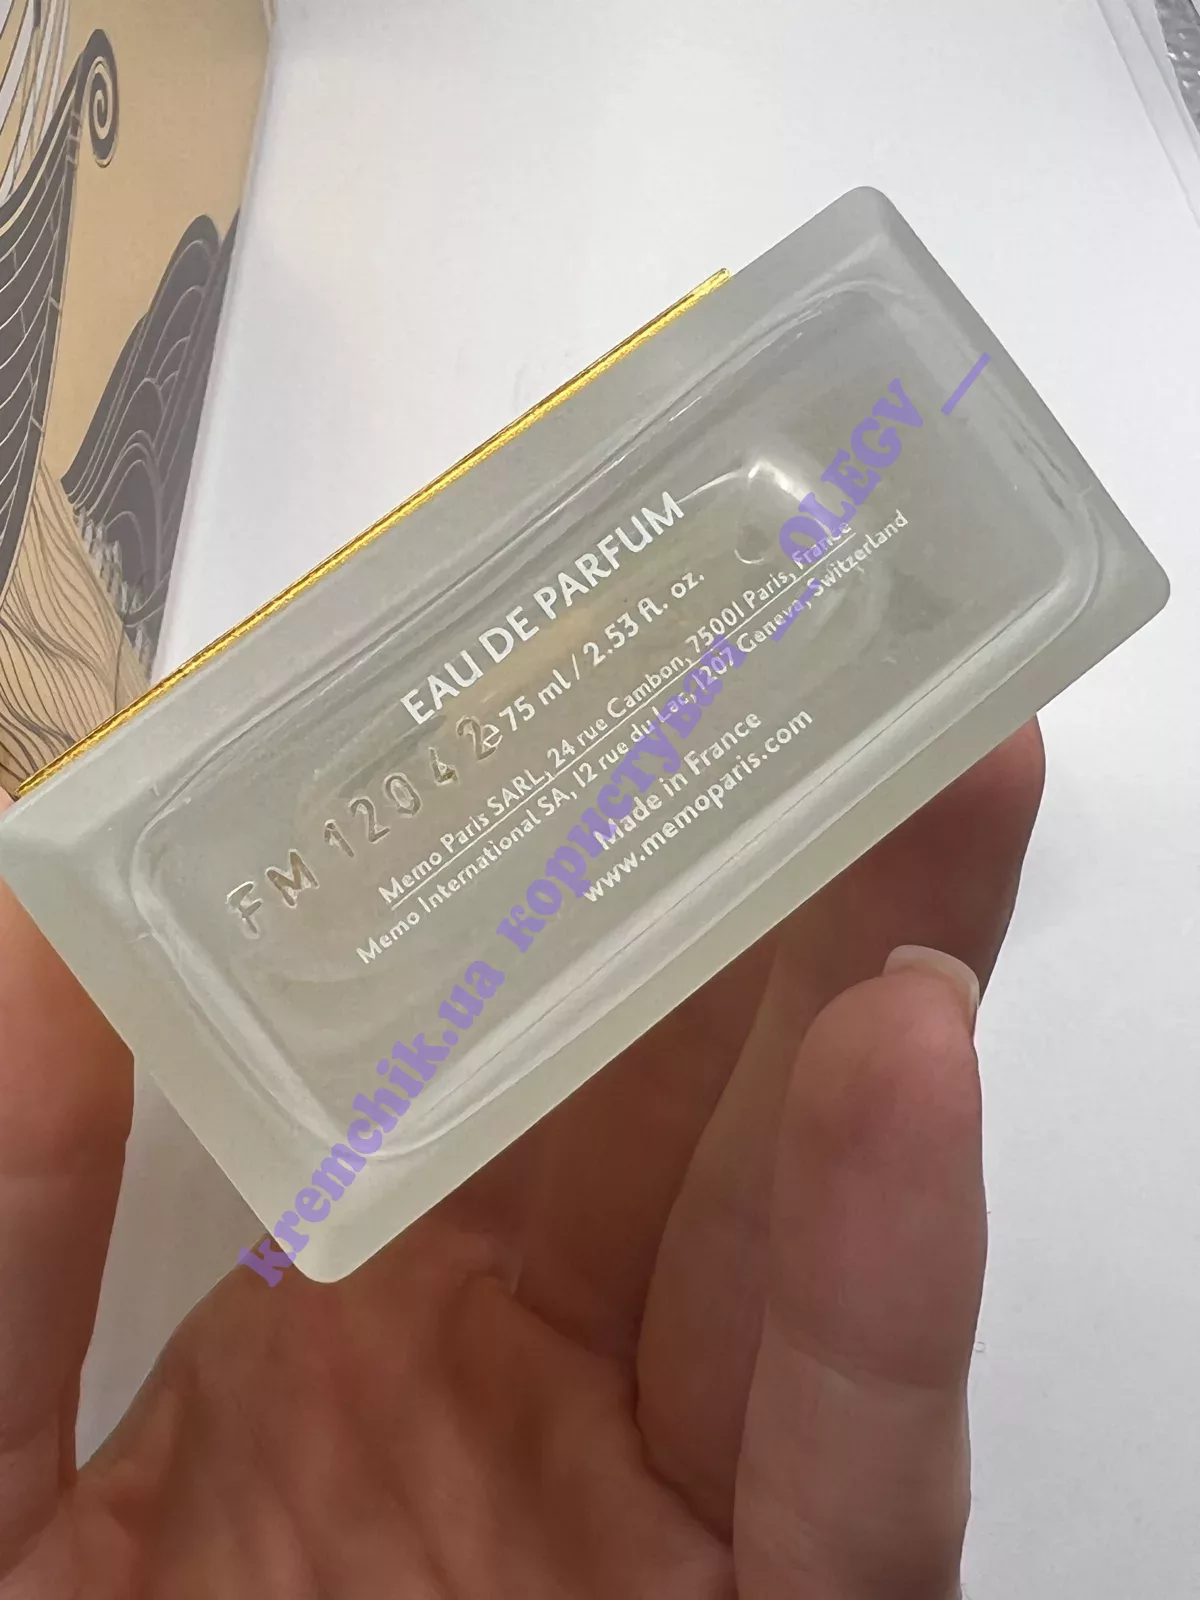 EAU DE PARFUM
℮ 75 ml / 2.53 fl. oz.
FM 12042
Memo Paris SARL, 24 rue Cambon, 75001 Paris, France
Memo International SA, 12 rue du Lac, 1207 Geneva, Switzerland
Made in France
www.memoparis.com
kremchik.ua користувач _OLEGV_